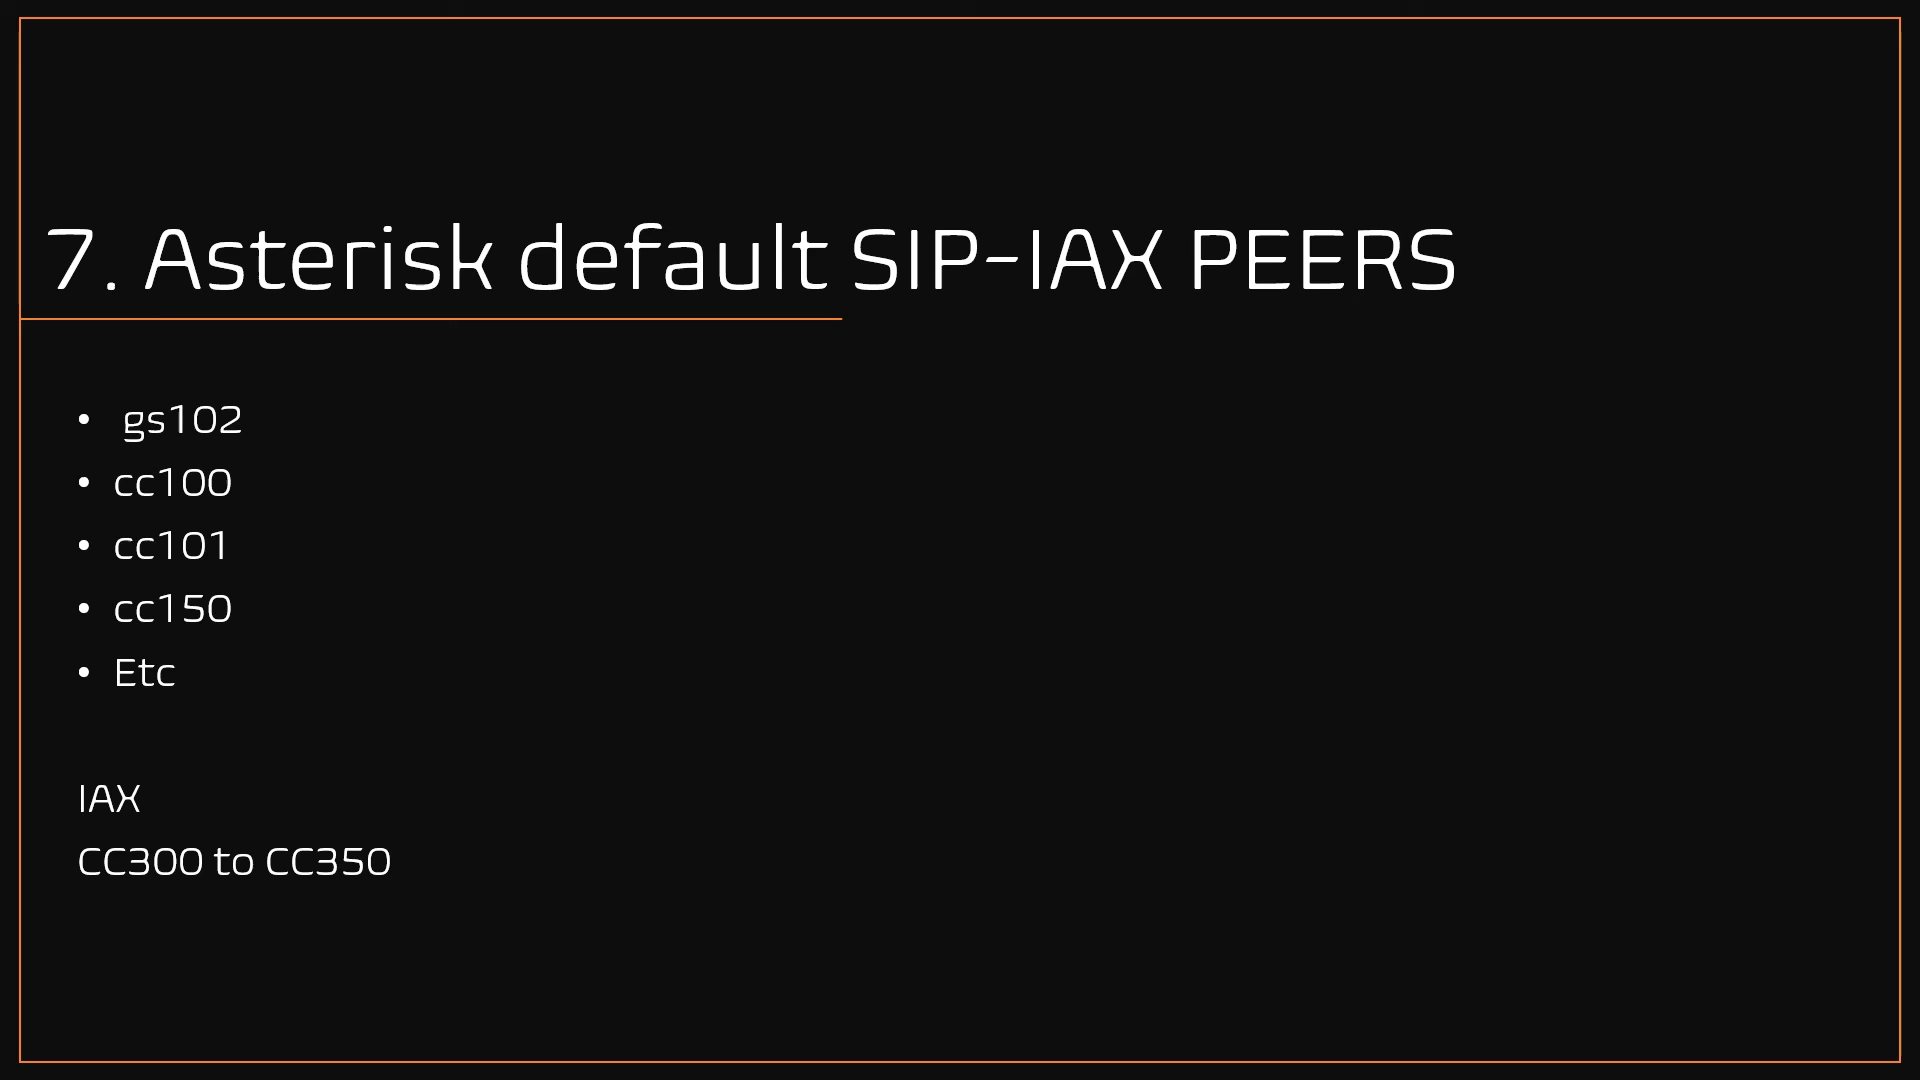 7. Asterisk default SIP-IAX PEERS
• gs102
• cc100
• cc101
• cc150
• Etc
IAX
CC300 to CC350